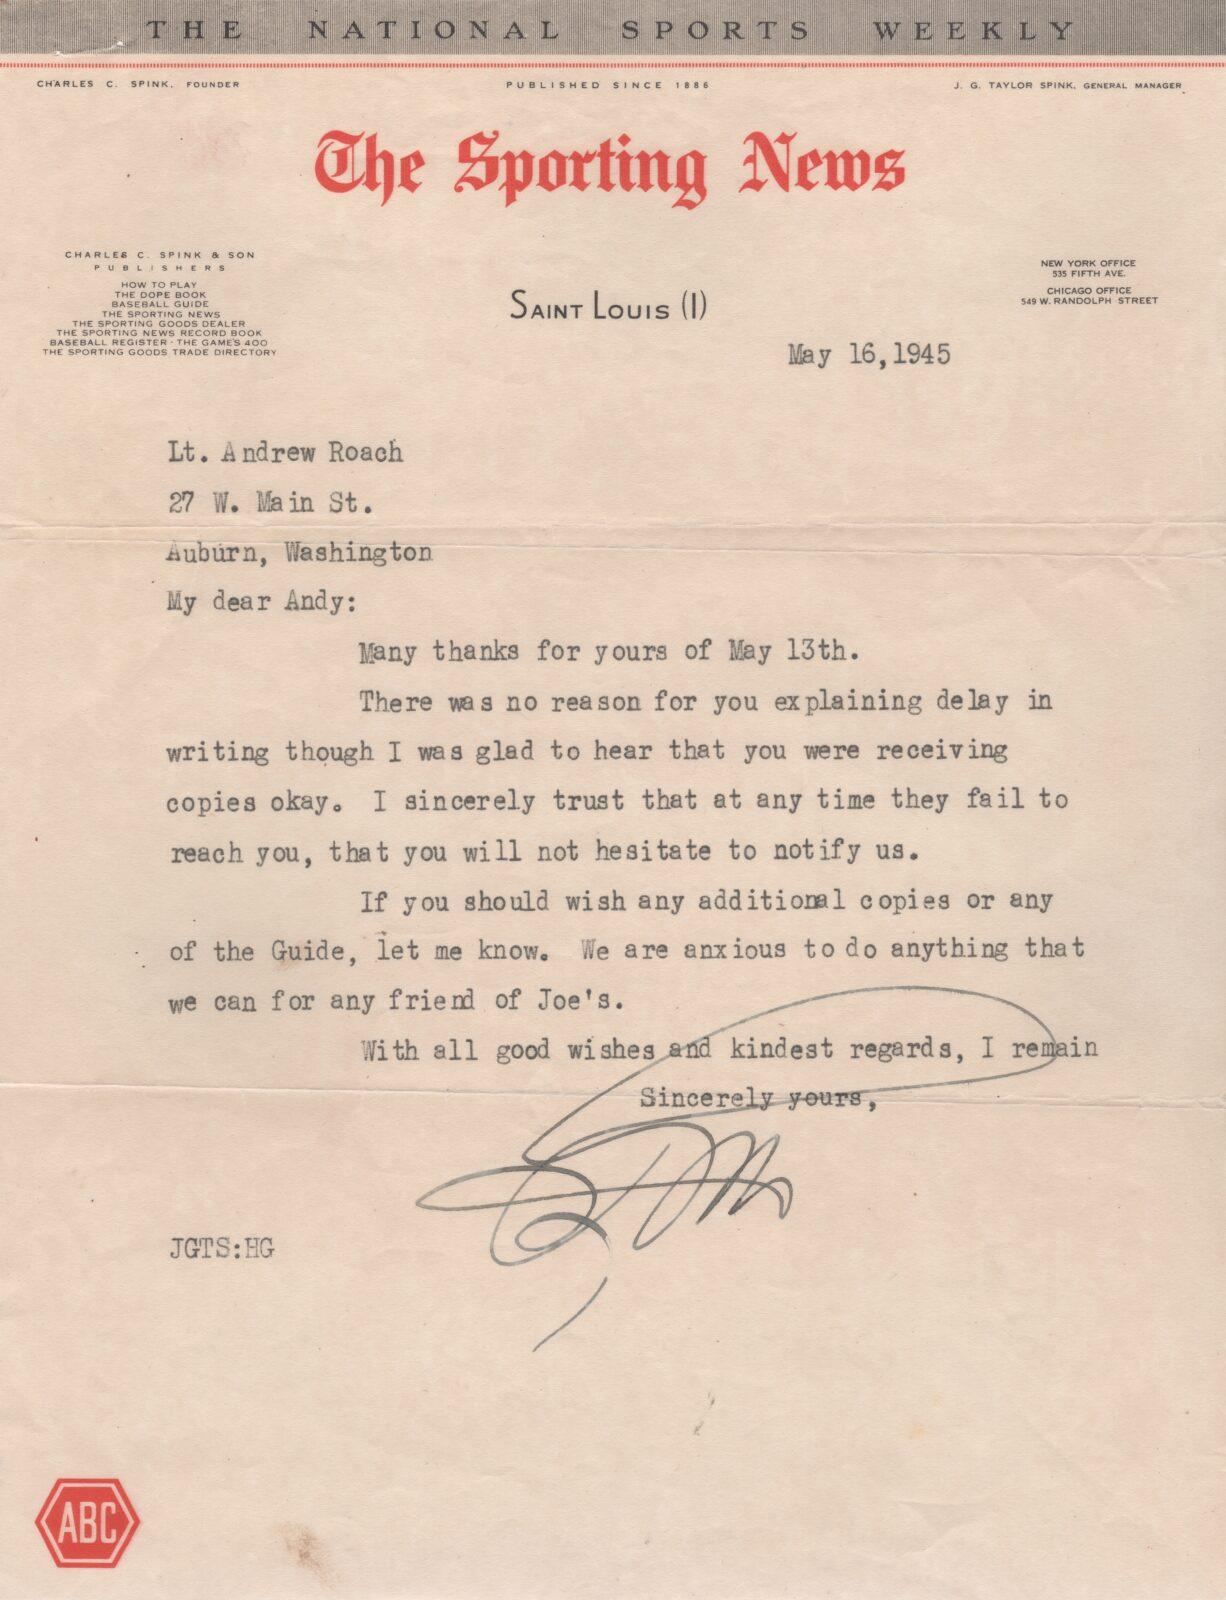 THE NATIONAL SPORTS WEEKLY
CHARLES C. SPINK, FOUNDER
PUBLISHED SINCE 1886
J. G. TAYLOR SPINK, GENERAL MANAGER
The Sporting News
CHARLES C. SPINK & SON
PUBLISHERS
HOW TO PLAY
THE DOPE BOOK
BASEBALL GUIDE
THE SPORTING NEWS
THE SPORTING GOODS DEALER
THE SPORTING NEWS RECORD BOOK
BASEBALL REGISTER - THE GAME'S 400
THE SPORTING GOODS TRADE DIRECTORY
SAINT LOUIS (1)
NEW YORK OFFICE
535 FIFTH AVE.
CHICAGO OFFICE
549 W. RANDOLPH STREET
May 16,1945
Lt. Andrew Roach
27 W. Main St.
Auburn, Washington
My dear Andy:
Many thanks for yours of May 13th.
There was no reason for you explaining delay in
writing though I was glad to hear that you were receiving
copies okay. I sincerely trust that at any time they fail to
reach you, that you will not hesitate to notify us.
If you should wish any additional copies or any
of the Guide, let me know. We are anxious to do anything that
we can for any friend of Joe's.
With all good wishes and kindest regards, I remain
Sincerely yours,
JGTS:HG
ABC